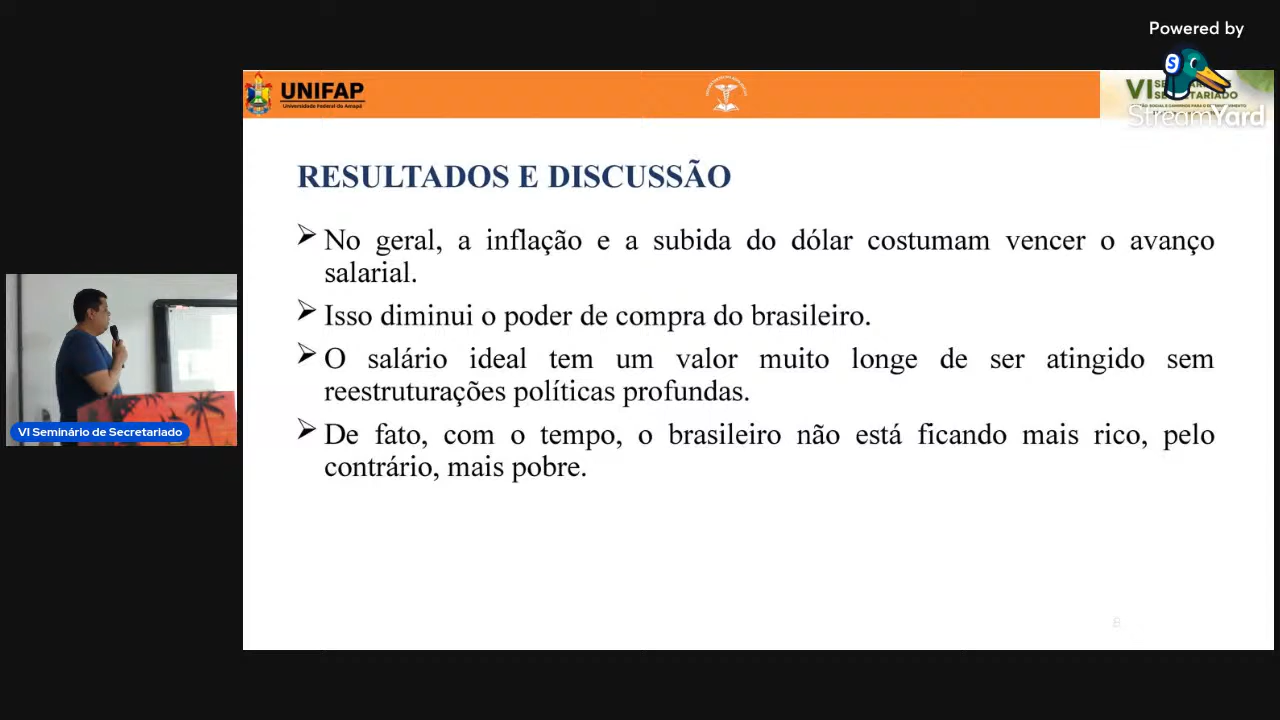 Powered by
StreamYard
UNIFAP
Universidade Federal do Amapá
VI
RESULTADOS E DISCUSSÃO
No geral, a inflação e a subida do dólar costumam vencer o avanço
salarial.
Isso diminui o poder de compra do brasileiro.
O salário ideal tem um valor muito longe de ser atingido sem
reestruturações políticas profundas.
De fato, com o tempo, o brasileiro não está ficando mais rico, pelo
contrário, mais pobre.
VI Seminário de Secretariado
8